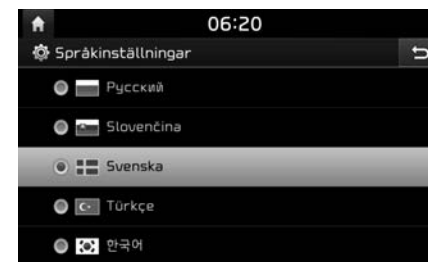 06:20
Språkinställningar
Русский
Slovenčina
Svenska
Türkçe
한국어